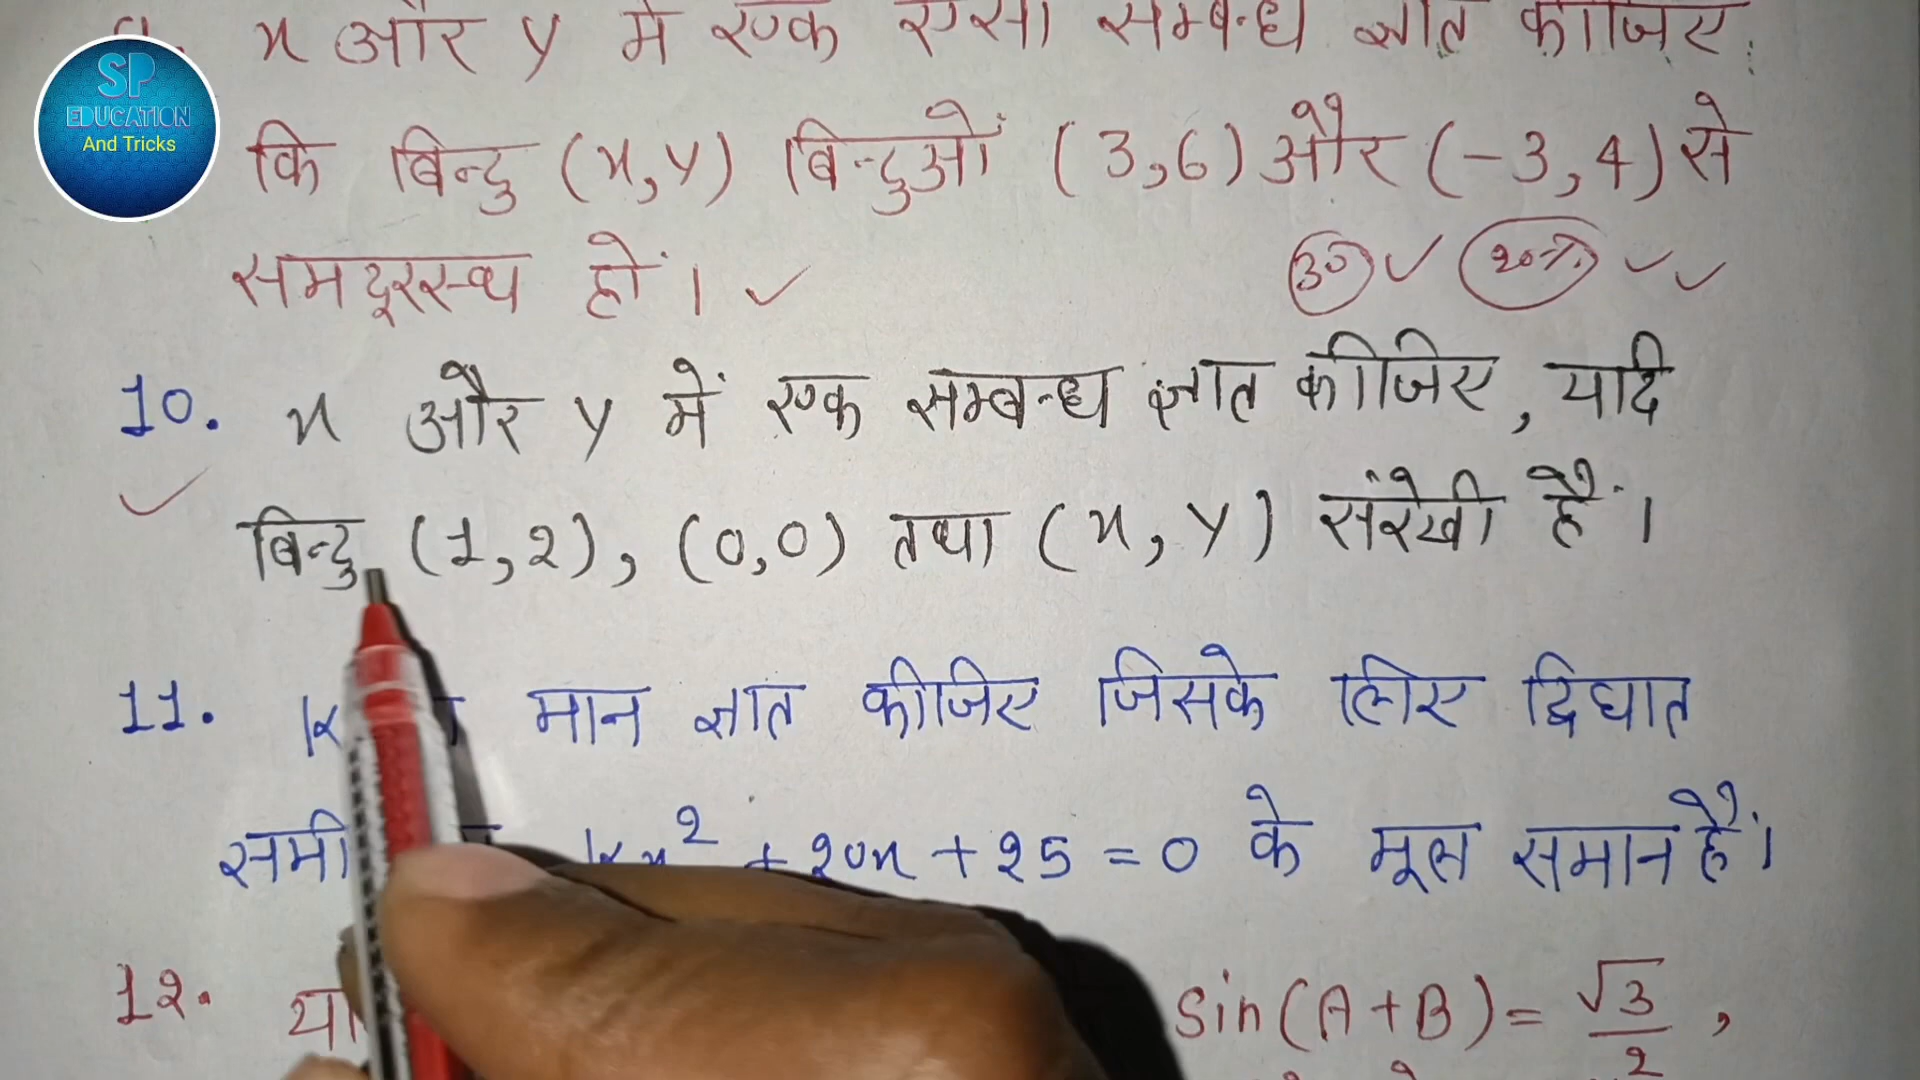 SP
EDUCATION
And Tricks
9. x और y में एक ऐसा सम्बन्ध ज्ञात कीजिए
कि बिन्दु (x,y) बिन्दुओं (3,6) और (-3,4) से
समदूरस्थ हों। ✓
✓ ✓ ✓
10. x और y में एक सम्बन्ध ज्ञात कीजिए, यदि
✓ बिन्दु (1,2), (0,0) तथा (x,y) संरेखी हैं।
11. K मान ज्ञात कीजिए जिसके लिए द्विघात
समी Kx² + 20x + 25 = 0 के मूल समान हैं।
12. sin(A+B) = √3/2,